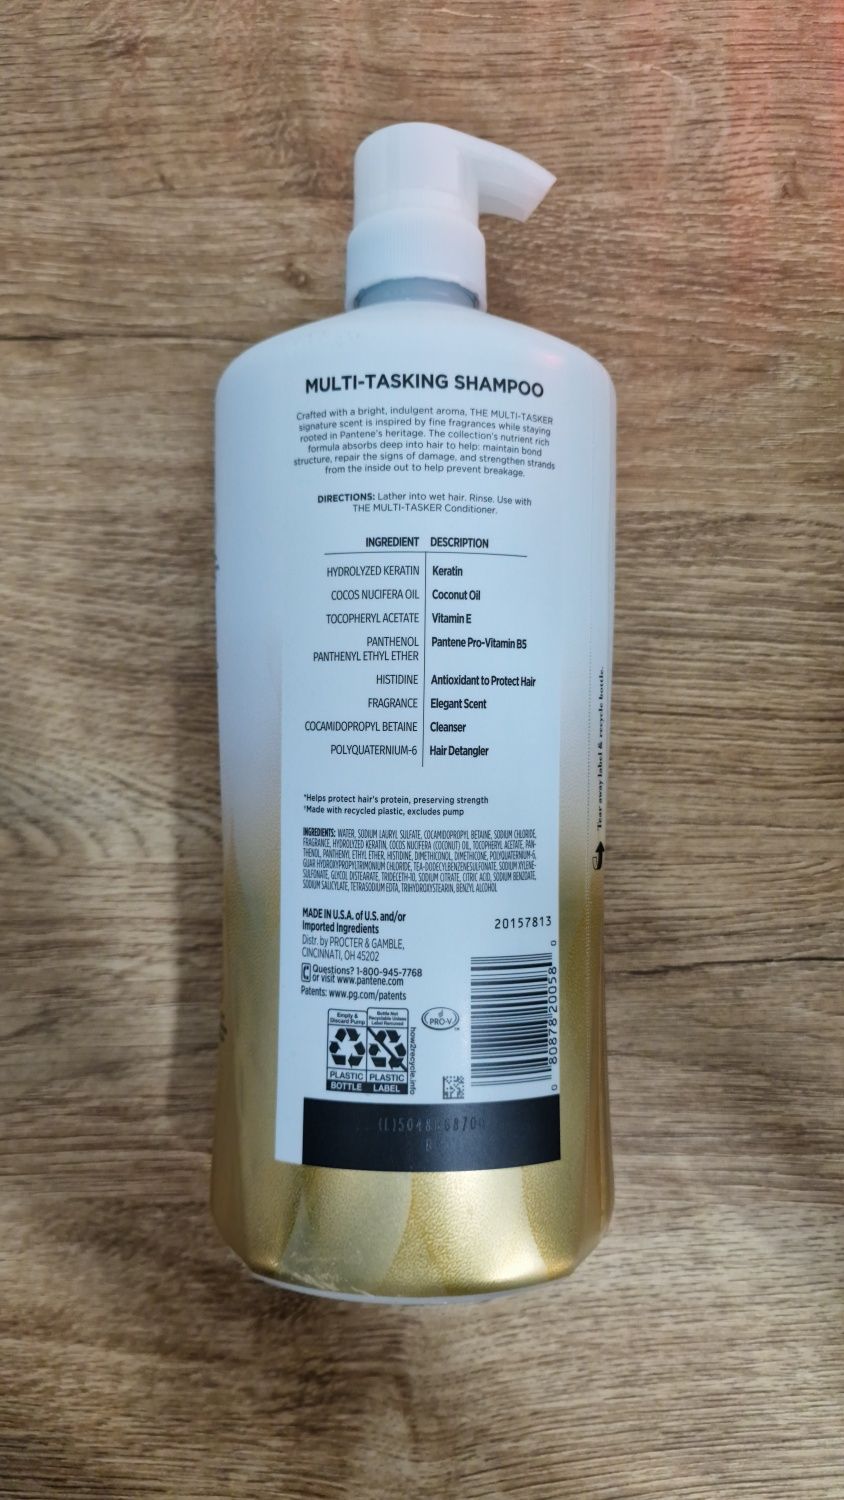 MULTI-TASKING SHAMPOO
Crafted with a bright, indulgent aroma, THE MULTI-TASKER
signature scent is inspired by fine fragrances while staying
rooted in Pantene's heritage. The collection's nutrient rich
formula absorbs deep into hair to help: maintain bond
structure, repair the signs of damage, and strengthen strands
from the inside out to help prevent breakage.
DIRECTIONS: Lather into wet hair. Rinse. Use with
THE MULTI-TASKER Conditioner.
INGREDIENT DESCRIPTION
HYDROLYZED KERATIN Keratin
COCOS NUCIFERA OIL Coconut Oil
TOCOPHERYL ACETATE Vitamin E
PANTHENOL Pantene Pro-Vitamin B5
PANTHENYL ETHYL ETHER
HISTIDINE Antioxidant to Protect Hair
FRAGRANCE Elegant Scent
COCAMIDOPROPYL BETAINE Cleanser
POLYQUATERNIUM-6 Hair Detangler
*Helps protect hair's protein, preserving strength
†Made with recycled plastic, excludes pump
INGREDIENTS: WATER, SODIUM LAURYL SULFATE, COCAMIDOPROPYL BETAINE, SODIUM CHLORIDE,
FRAGRANCE, HYDROLYZED KERATIN, COCOS NUCIFERA (COCONUT) OIL, TOCOPHERYL ACETATE, PAN-
THENOL, PANTHENYL ETHYL ETHER, HISTIDINE, DIMETHICONOL, DIMETHICONE, POLYQUATERNIUM-6,
GUAR HYDROXYPROPYLTRIMONIUM CHLORIDE, TEA-DODECYLBENZENESULFONATE, SODIUM XYLENE-
SULFONATE, GLYCOL DISTEARATE, TRIDECETH-10, SODIUM CITRATE, CITRIC ACID, SODIUM BENZOATE,
SODIUM SALICYLATE, TETRASODIUM EDTA, TRIHYDROXYSTEARIN, BENZYL ALCOHOL
MADE IN U.S.A. of U.S. and/or
Imported Ingredients
Distr. by PROCTER & GAMBLE,
CINCINNATI, OH 45202
Questions? 1-800-945-7768
or visit www.pantene.com
Patents: www.pg.com/patents
20157813
0 80878 20058 0
PRO-V
Empty &
Discard Pump
Bottle Not
Recyclable Unless
Label Removed
PLASTIC PLASTIC
BOTTLE LABEL
how2recycle.info
Tear away label & recycle bottle.